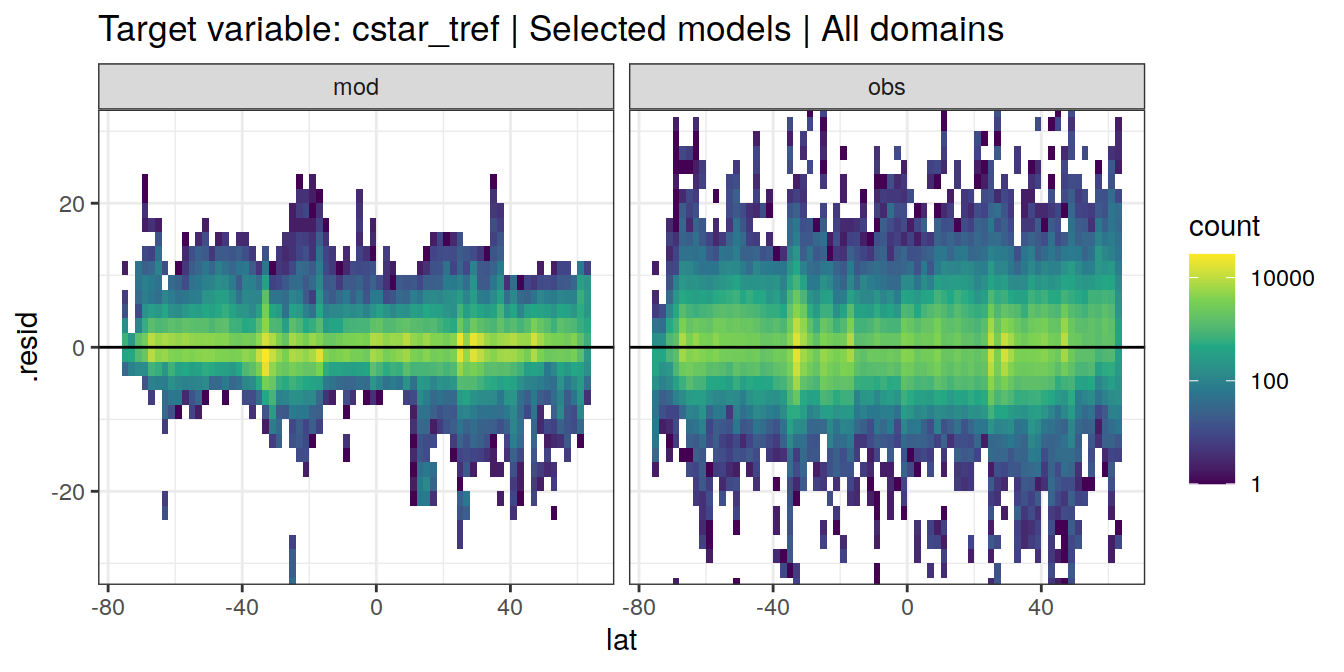 Target variable: cstar_tref | Selected models | All domains
mod
obs
.resid
20
0
-20
-80
-40
0
40
-80
-40
0
40
lat
count
10000
100
1